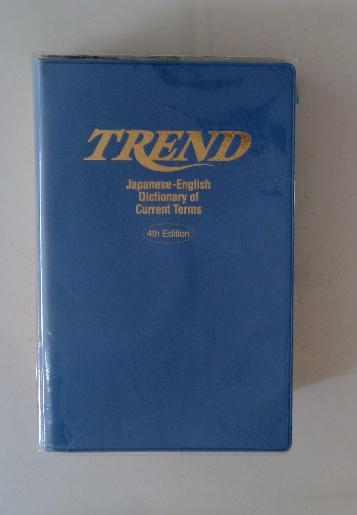 TREND
Japanese-English
Dictionary of
Current Terms
4th Edition